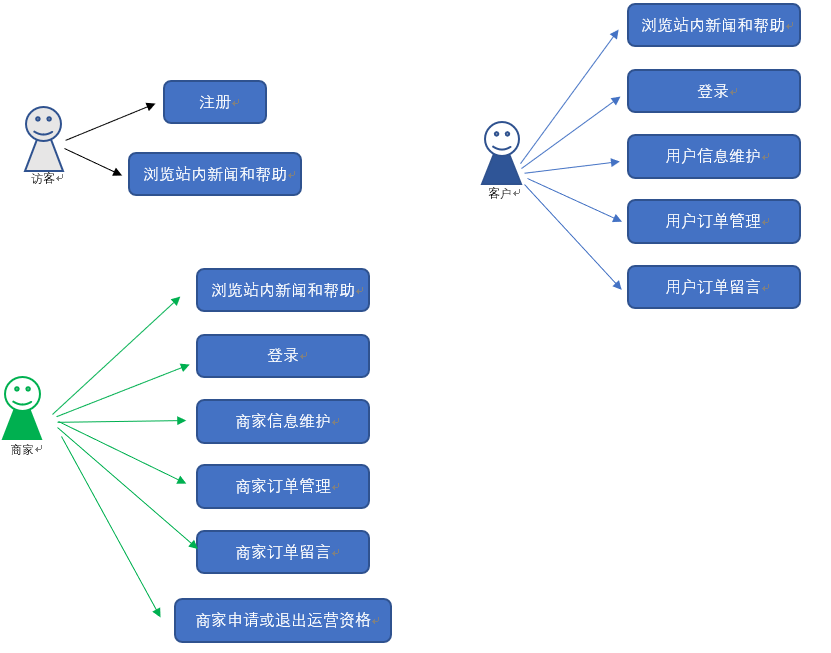 注册
浏览站内新闻和帮助
访客
浏览站内新闻和帮助
登录
用户信息维护
用户订单管理
用户订单留言
客户
浏览站内新闻和帮助
登录
商家信息维护
商家订单管理
商家订单留言
商家申请或退出运营资格
商家